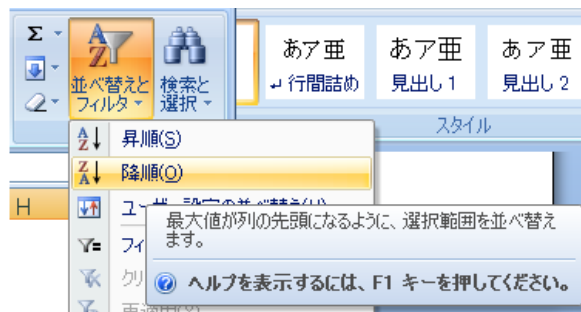 Σ
並べ替えと
フィルタ
検索と
選択
あア亜
↵ 行間詰め
あア亜
見出し 1
あア亜
見出し 2
スタイル
昇順(S)
降順(O)
H
最大値が列の先頭になるように、選択範囲を並べ替え
ます。
ヘルプを表示するには、F1 キーを押してください。